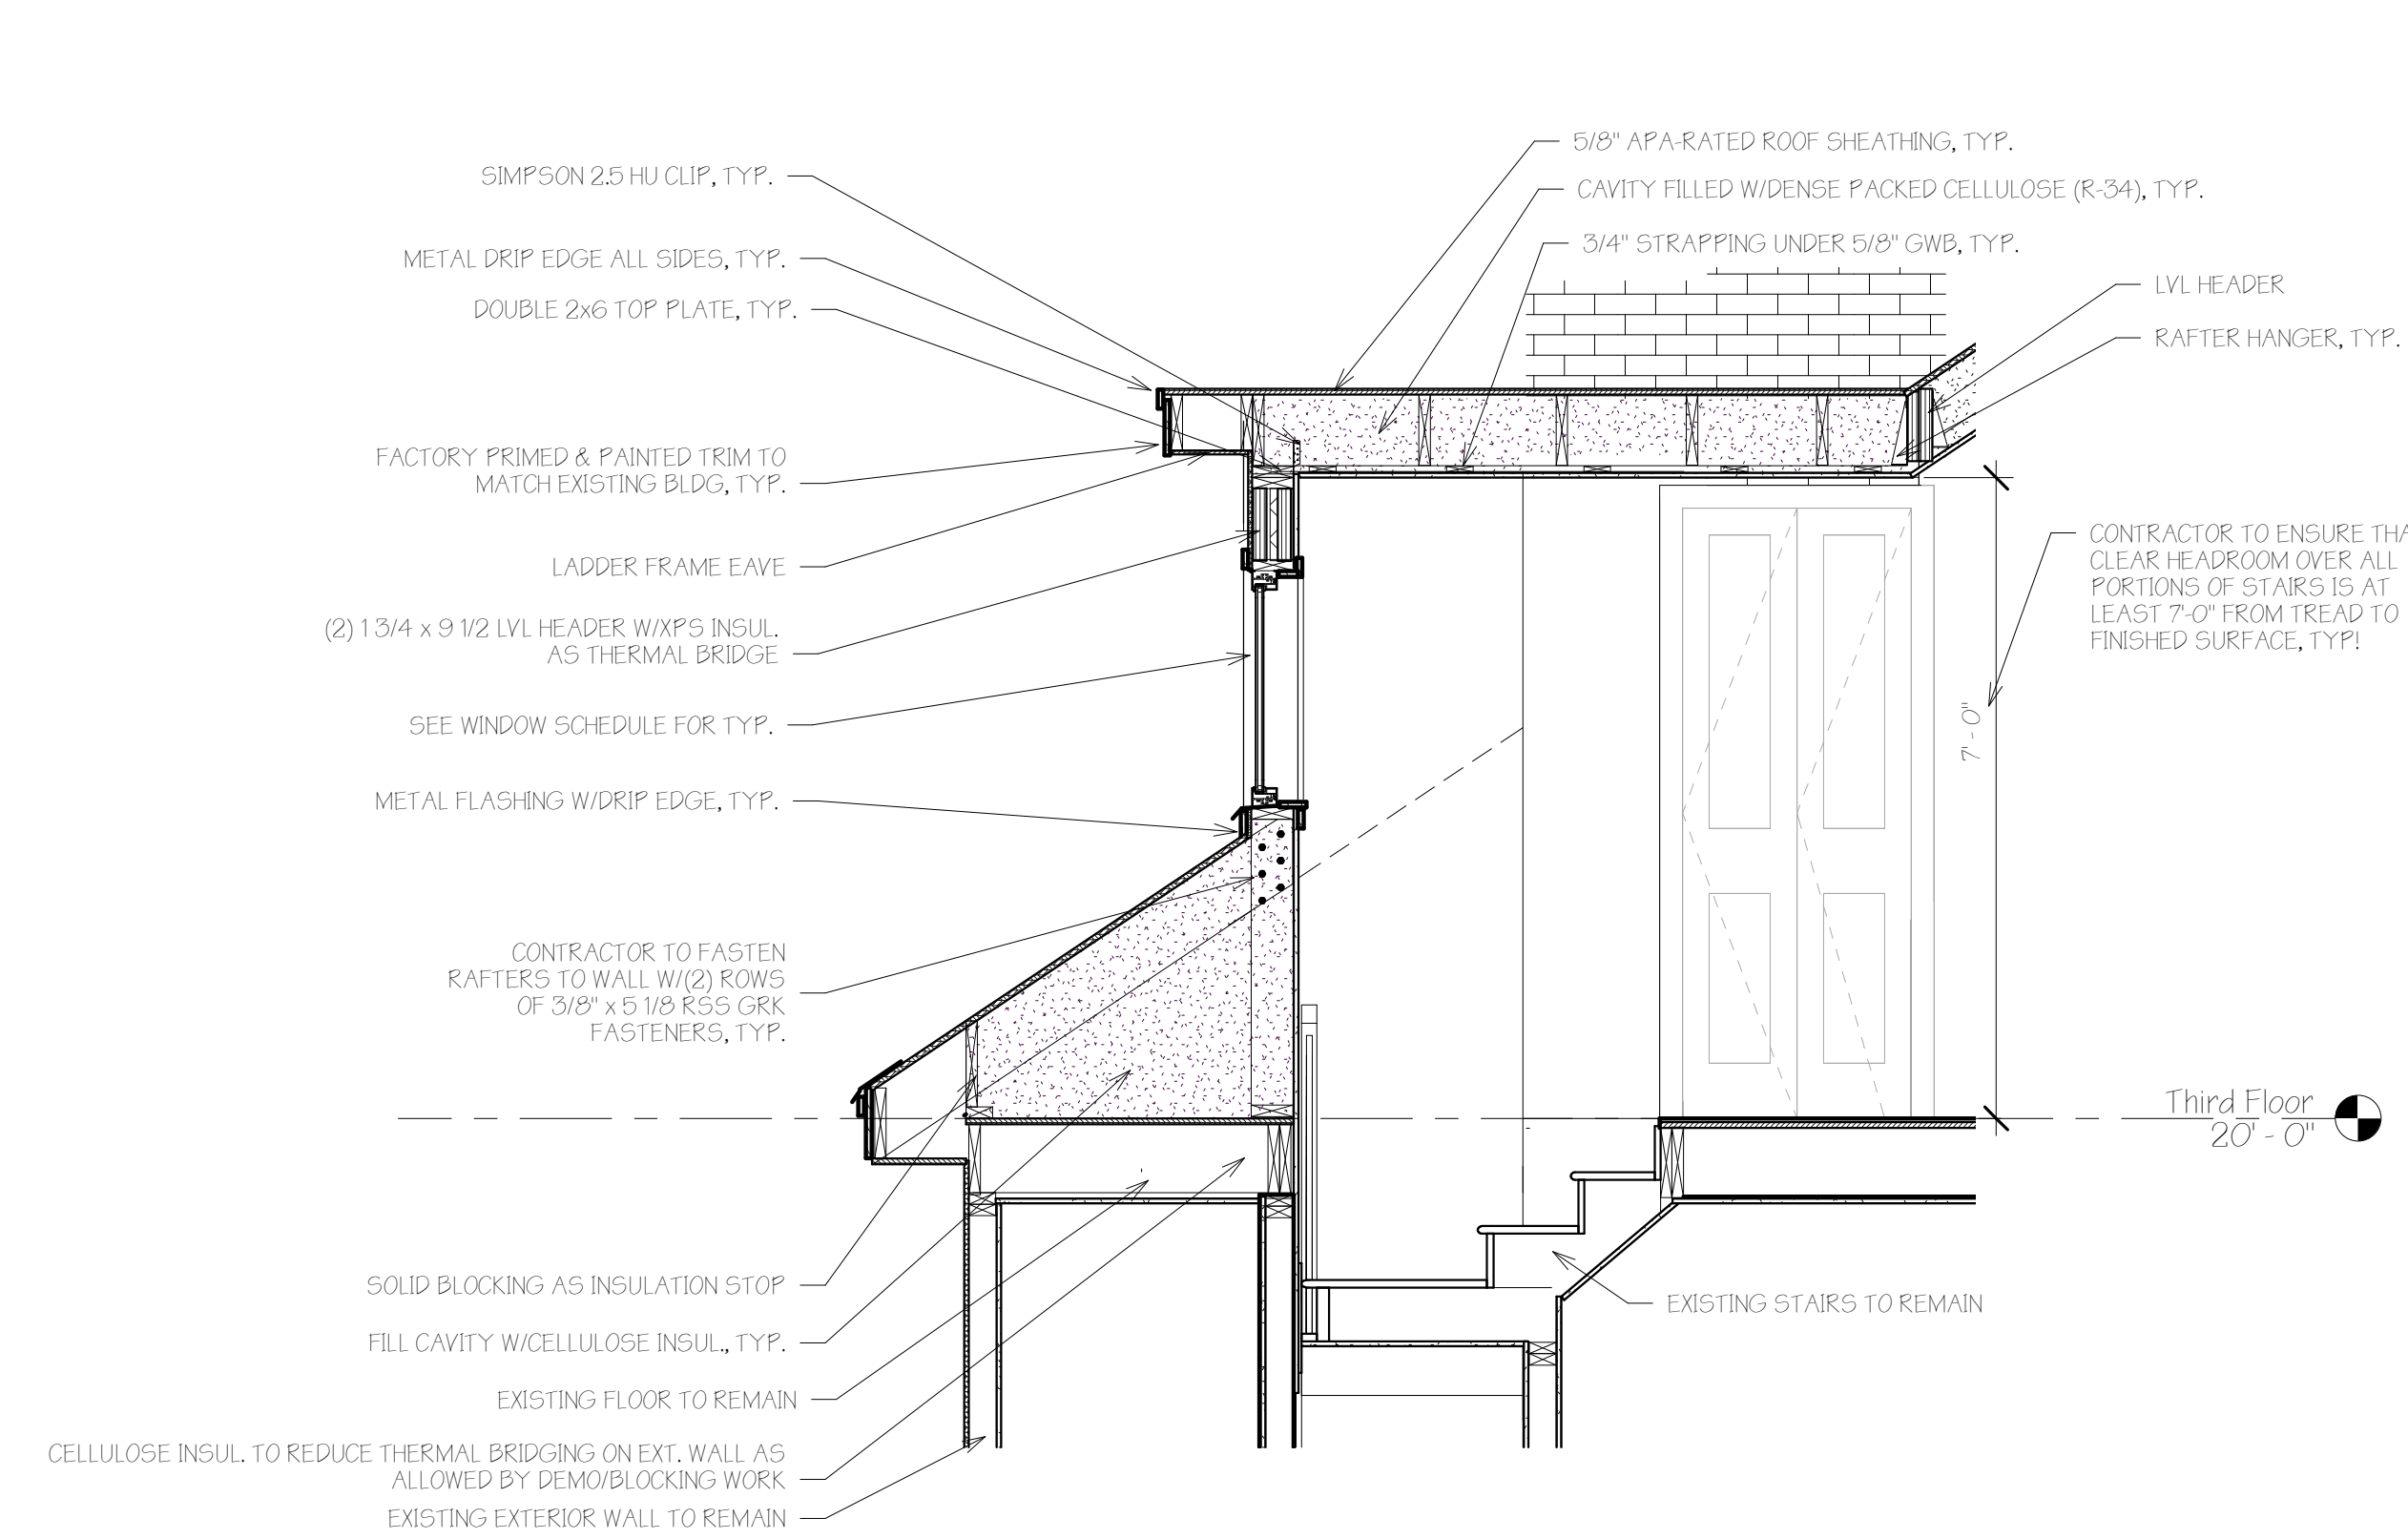 SIMPSON 2.5 HU CLIP, TYP.
METAL DRIP EDGE ALL SIDES, TYP.
DOUBLE 2x6 TOP PLATE, TYP.
FACTORY PRIMED & PAINTED TRIM TO
MATCH EXISTING BLDG, TYP.
LADDER FRAME EAVE
(2) 1 3/4 x 9 1/2 LVL HEADER W/XPS INSUL.
AS THERMAL BRIDGE
SEE WINDOW SCHEDULE FOR TYP.
METAL FLASHING W/DRIP EDGE, TYP.
CONTRACTOR TO FASTEN
RAFTERS TO WALL W/(2) ROWS
OF 3/8" x 5 1/8 RSS GRK
FASTENERS, TYP.
SOLID BLOCKING AS INSULATION STOP
FILL CAVITY W/CELLULOSE INSUL., TYP.
EXISTING FLOOR TO REMAIN
CELLULOSE INSUL. TO REDUCE THERMAL BRIDGING ON EXT. WALL AS
ALLOWED BY DEMO/BLOCKING WORK
EXISTING EXTERIOR WALL TO REMAIN
5/8" APA-RATED ROOF SHEATHING, TYP.
CAVITY FILLED W/DENSE PACKED CELLULOSE (R-34), TYP.
3/4" STRAPPING UNDER 5/8" GWB, TYP.
LVL HEADER
RAFTER HANGER, TYP.
CONTRACTOR TO ENSURE THA
CLEAR HEADROOM OVER ALL
PORTIONS OF STAIRS IS AT
LEAST 7'-0" FROM TREAD TO
FINISHED SURFACE, TYP!
7' - 0"
Third Floor
20' - 0"
EXISTING STAIRS TO REMAIN